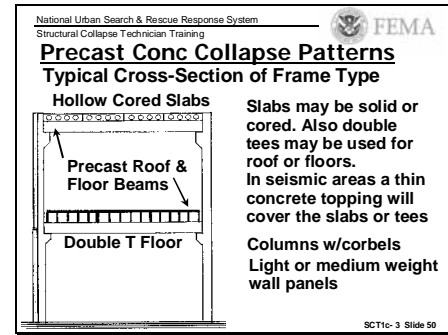 National Urban Search & Rescue Response System
Structural Collapse Technician Training
FEMA
Precast Conc Collapse Patterns
Typical Cross-Section of Frame Type
Hollow Cored Slabs
Precast Roof &
Floor Beams
Double T Floor
Slabs may be solid or
cored. Also double
tees may be used for
roof or floors.
In seismic areas a thin
concrete topping will
cover the slabs or tees
Columns w/corbels
Light or medium weight
wall panels
SCT1c- 3 Slide 50